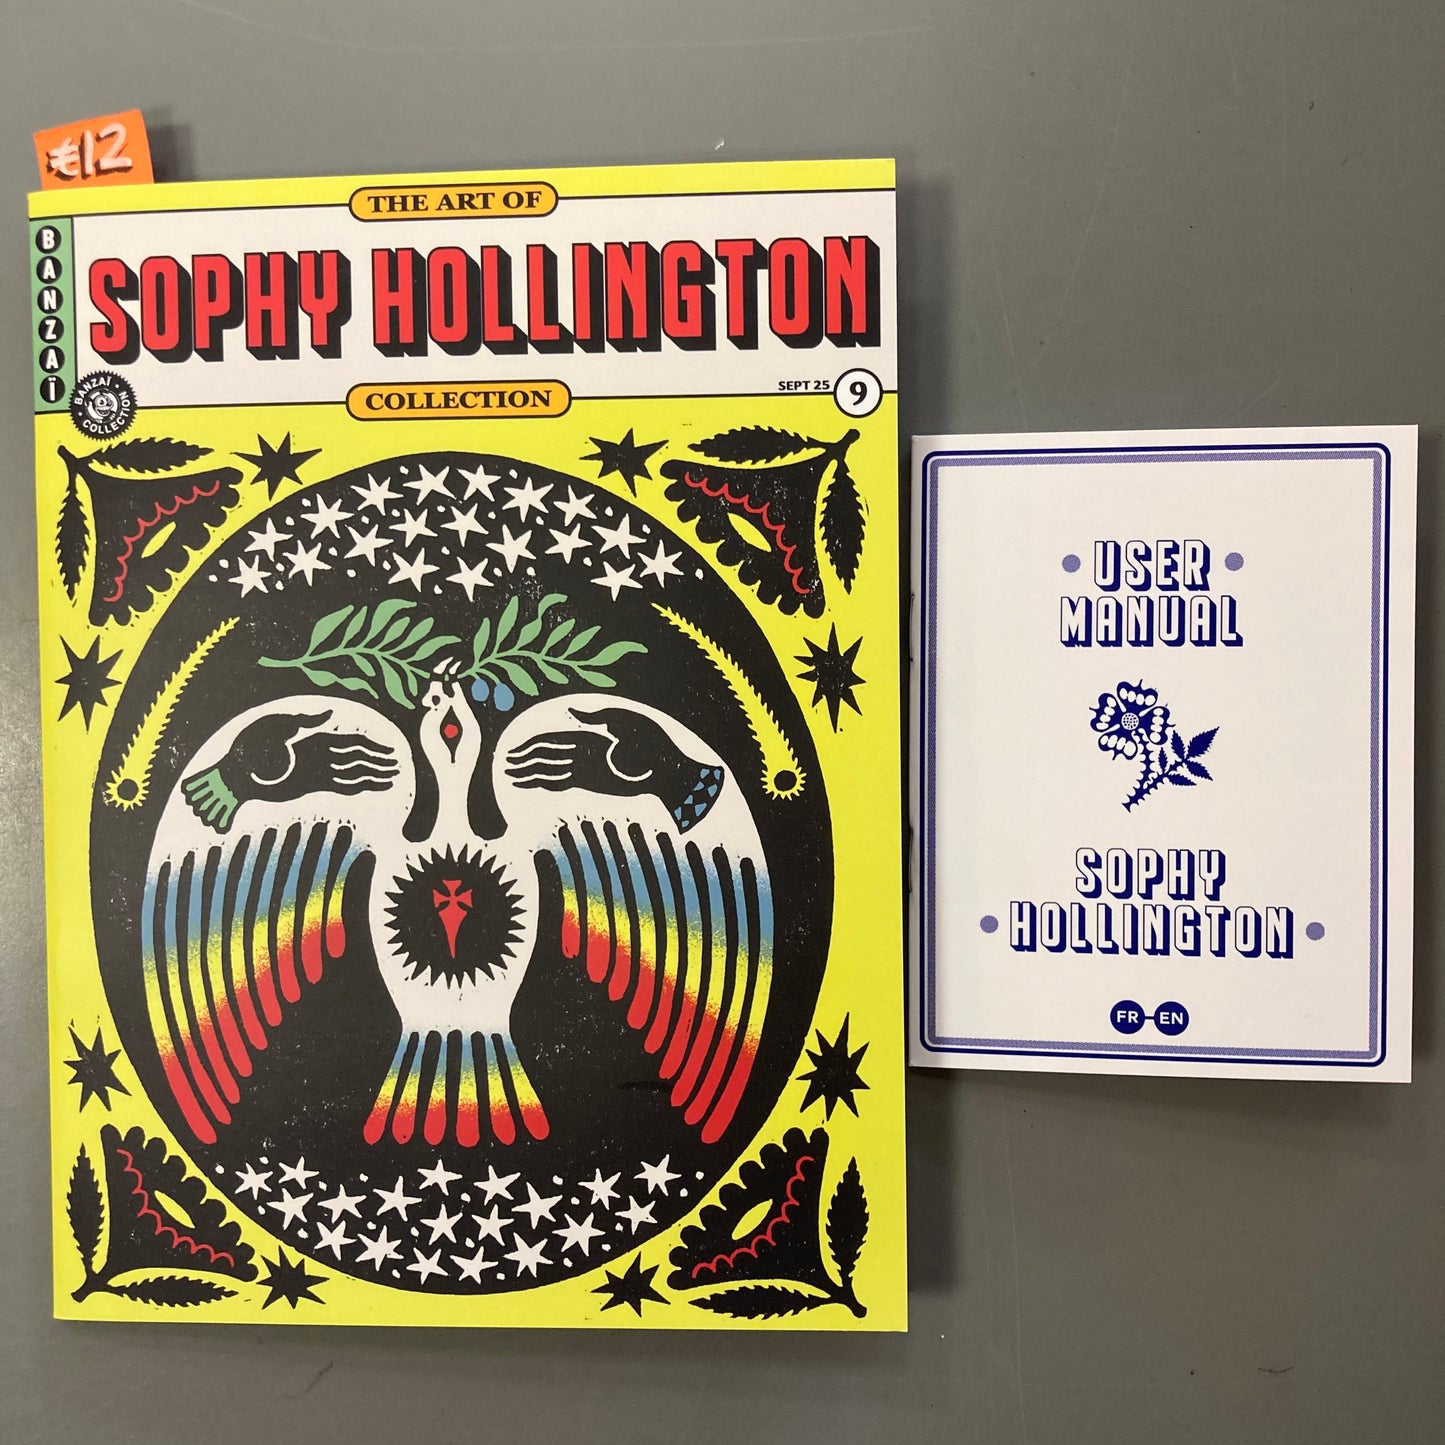 €12
THE ART OF
BANZAÏ
SOPHY HOLLINGTON
COLLECTION
SEPT 25
9
BANZAÏ
COLLECTION
USER
MANUAL
SOPHY
HOLLINGTON
FR-EN